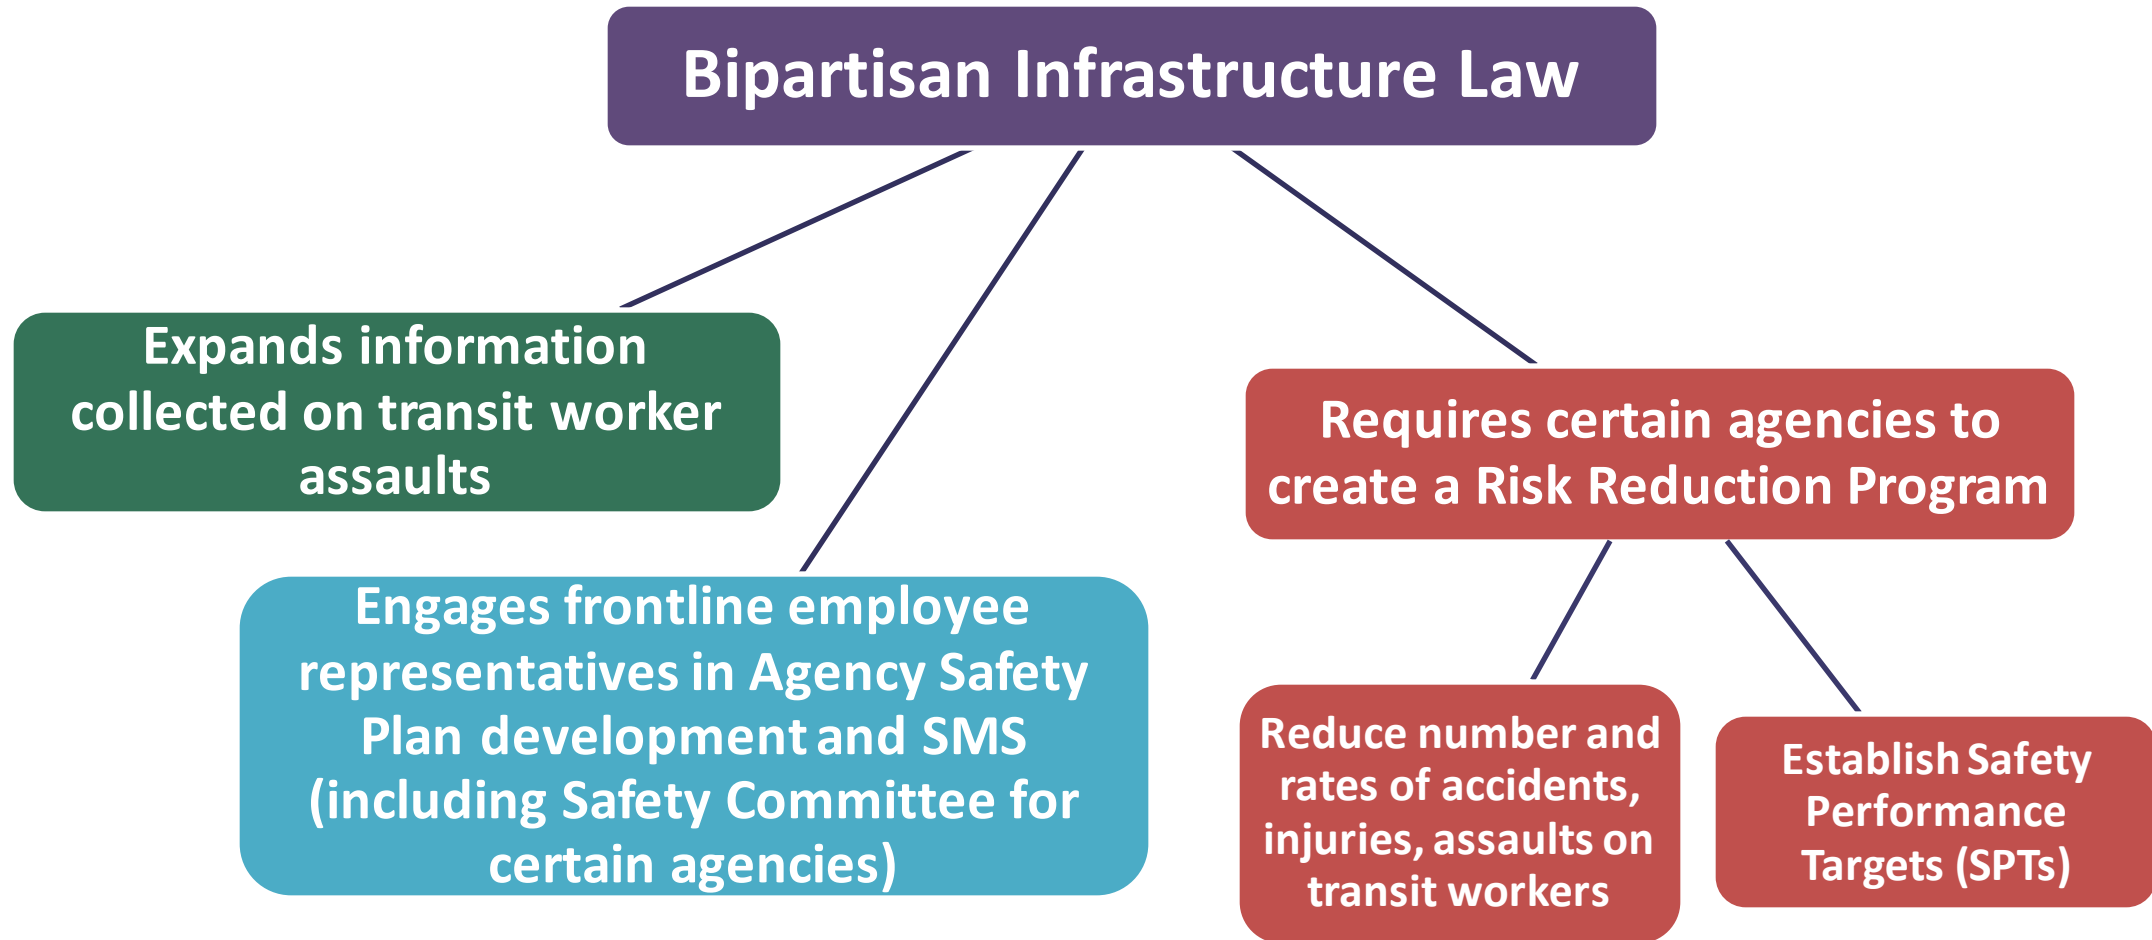 Bipartisan Infrastructure Law
Expands information
collected on transit worker
assaults
Engages frontline employee
representatives in Agency Safety
Plan development and SMS
(including Safety Committee for
certain agencies)
Requires certain agencies to
create a Risk Reduction Program
Reduce number and
rates of accidents,
injuries, assaults on
transit workers
Establish Safety
Performance
Targets (SPTs)